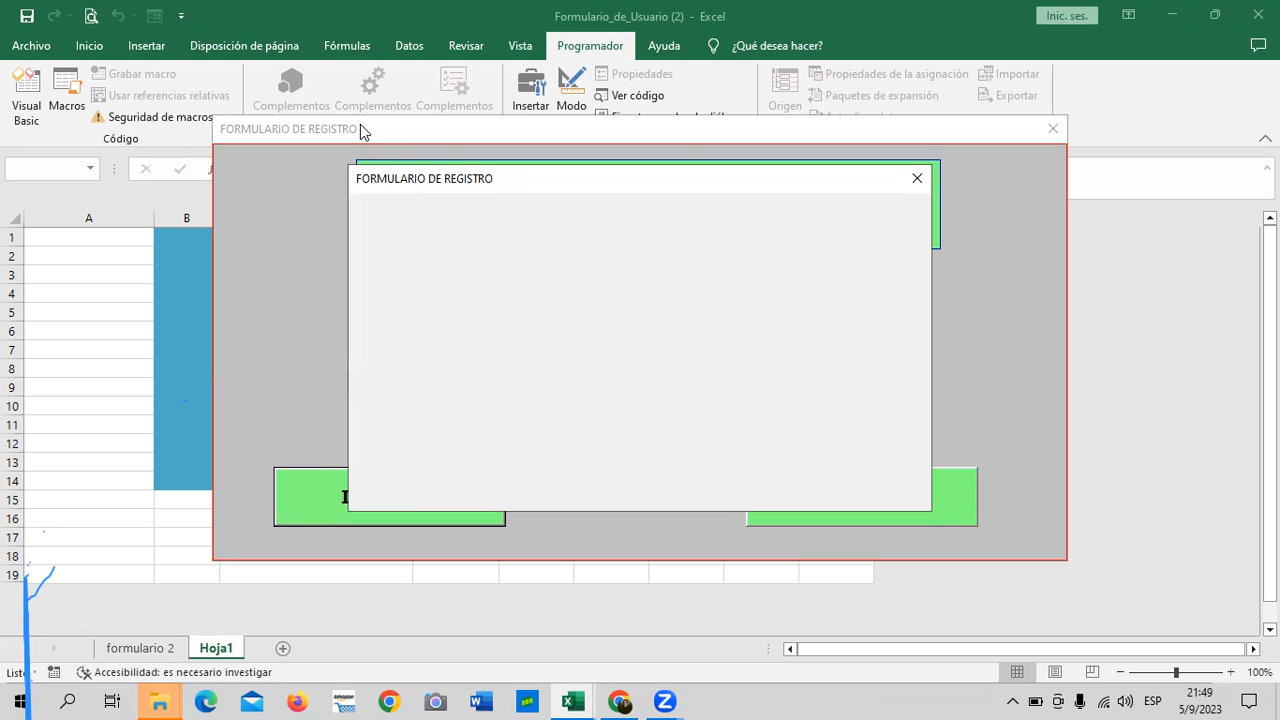 Formulario_de_Usuario (2) - Excel
Inic. ses.
Archivo Inicio Insertar Disposición de página Fórmulas Datos Revisar Vista Programador Ayuda ¿Qué desea hacer?
Visual Basic
Macros
Grabar macro
Usar referencias relativas
Seguridad de macros
Código
Complementos Complementos Complementos
Insertar
Modo
Propiedades
Ver código
Origen
Propiedades de la asignación
Paquetes de expansión
Importar
Exportar
FORMULARIO DE REGISTRO
FORMULARIO DE REGISTRO
A B
1
2
3
4
5
6
7
8
9
10
11
12
13
14
15
16
17
18
19
formulario 2 Hoja1
Accesibilidad: es necesario investigar
100%
ESP
21:49
5/9/2023